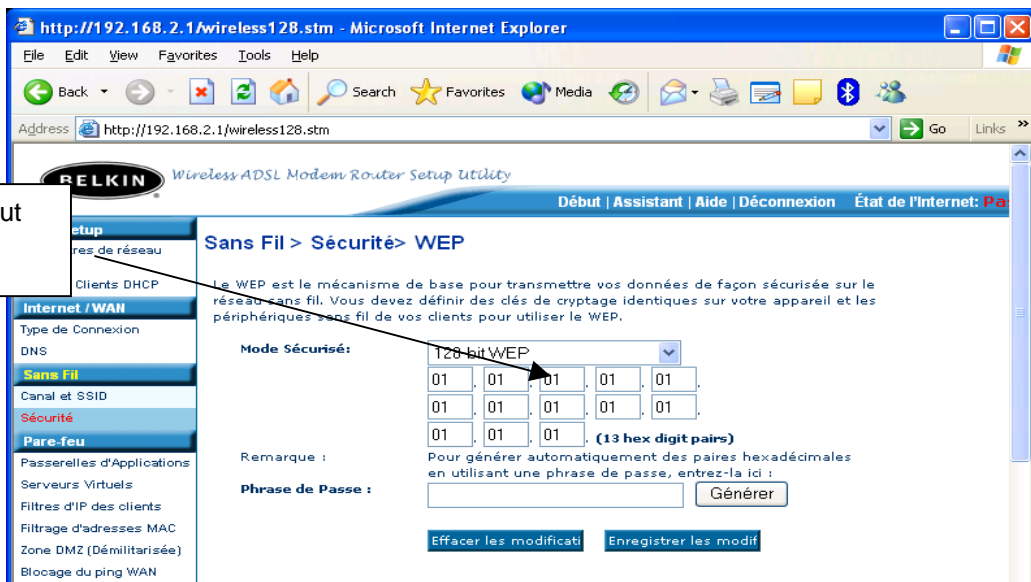 http://192.168.2.1/wireless128.stm - Microsoft Internet Explorer
File Edit View Favorites Tools Help
Back Search Favorites Media
Address http://192.168.2.1/wireless128.stm Go Links »
BELKIN Wireless ADSL Modem Router Setup Utility
Début | Assistant | Aide | Déconnexion État de l'Internet: Pa
ut
etup
res de réseau
Clients DHCP
Internet / WAN
Type de Connexion
DNS
Sans Fil
Canal et SSID
Sécurité
Pare-feu
Passerelles d'Applications
Serveurs Virtuels
Filtres d'IP des clients
Filtrage d'adresses MAC
Zone DMZ (Démilitarisée)
Blocage du ping WAN
Sans Fil > Sécurité> WEP
Le WEP est le mécanisme de base pour transmettre vos données de façon sécurisée sur le
réseau sans fil. Vous devez définir des clés de cryptage identiques sur votre appareil et les
périphériques sans fil de vos clients pour utiliser le WEP.
Mode Sécurisé: 128 bit WEP
01 . 01 . 01 . 01 . 01 .
01 . 01 . 01 . 01 . 01 .
01 . 01 . 01 . (13 hex digit pairs)
Remarque : Pour générer automatiquement des paires hexadécimales
en utilisant une phrase de passe, entrez-la ici :
Phrase de Passe : Générer
Effacer les modificati Enregistrer les modif